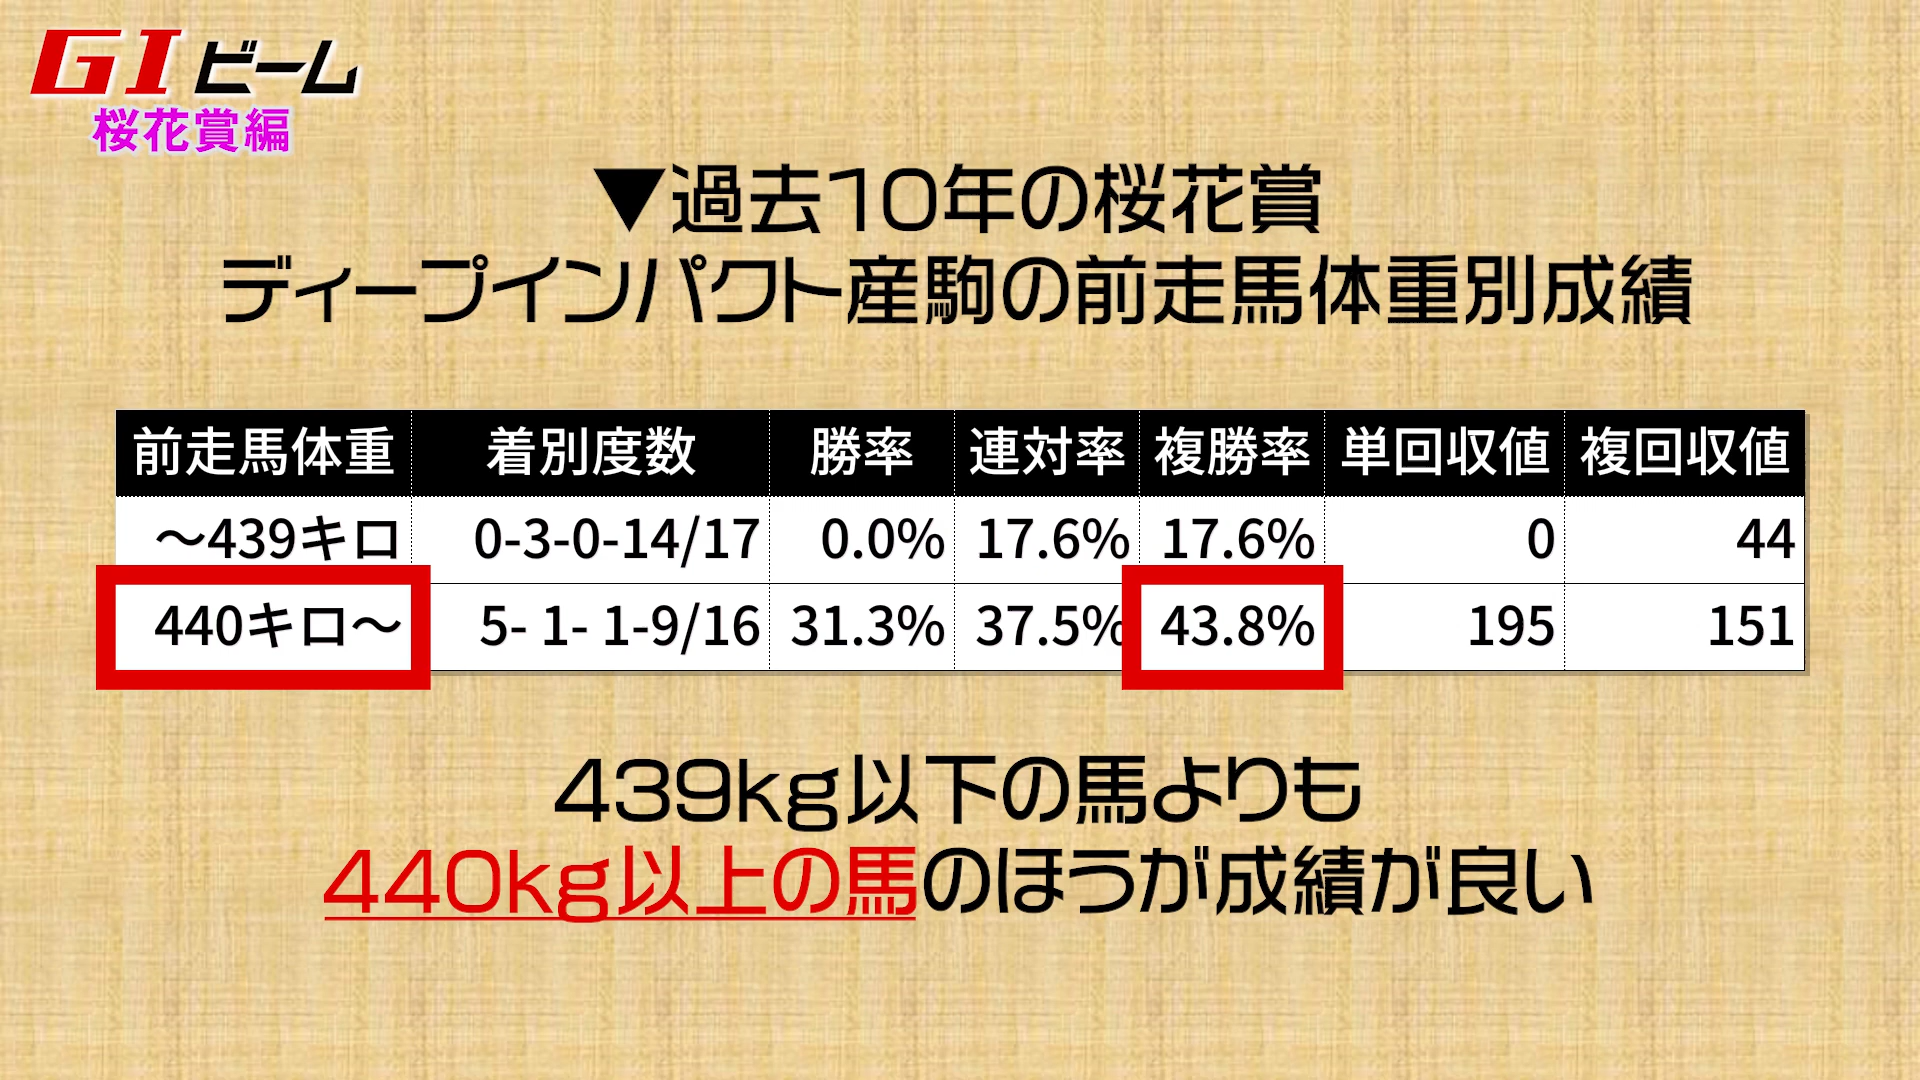 GIビーム
桜花賞編
▼過去10年の桜花賞
ディープインパクト産駒の前走馬体重別成績
前走馬体重 着別度数 勝率 連対率 複勝率 単回収値 複回収値
～439キロ 0-3-0-14/17 0.0% 17.6% 17.6% 0 44
440キロ～ 5- 1- 1-9/16 31.3% 37.5% 43.8% 195 151
439kg以下の馬よりも
440kg以上の馬のほうが成績が良い